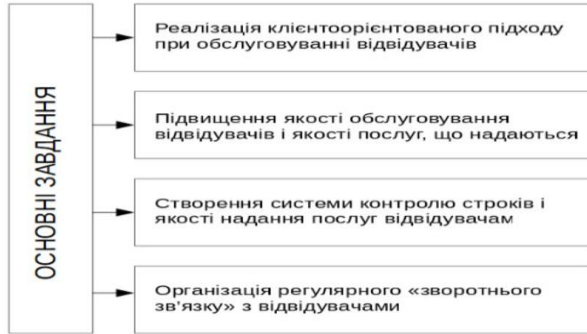 ОСНОВНІ ЗАВДАННЯ
Реалізація клієнтоорієнтованого підходу
при обслуговуванні відвідувачів
Підвищення якості обслуговування
відвідувачів і якості послуг, що надаються
Створення системи контролю строків і
якості надання послуг відвідувачам
Організація регулярного «зворотнього
зв’язку» з відвідувачами